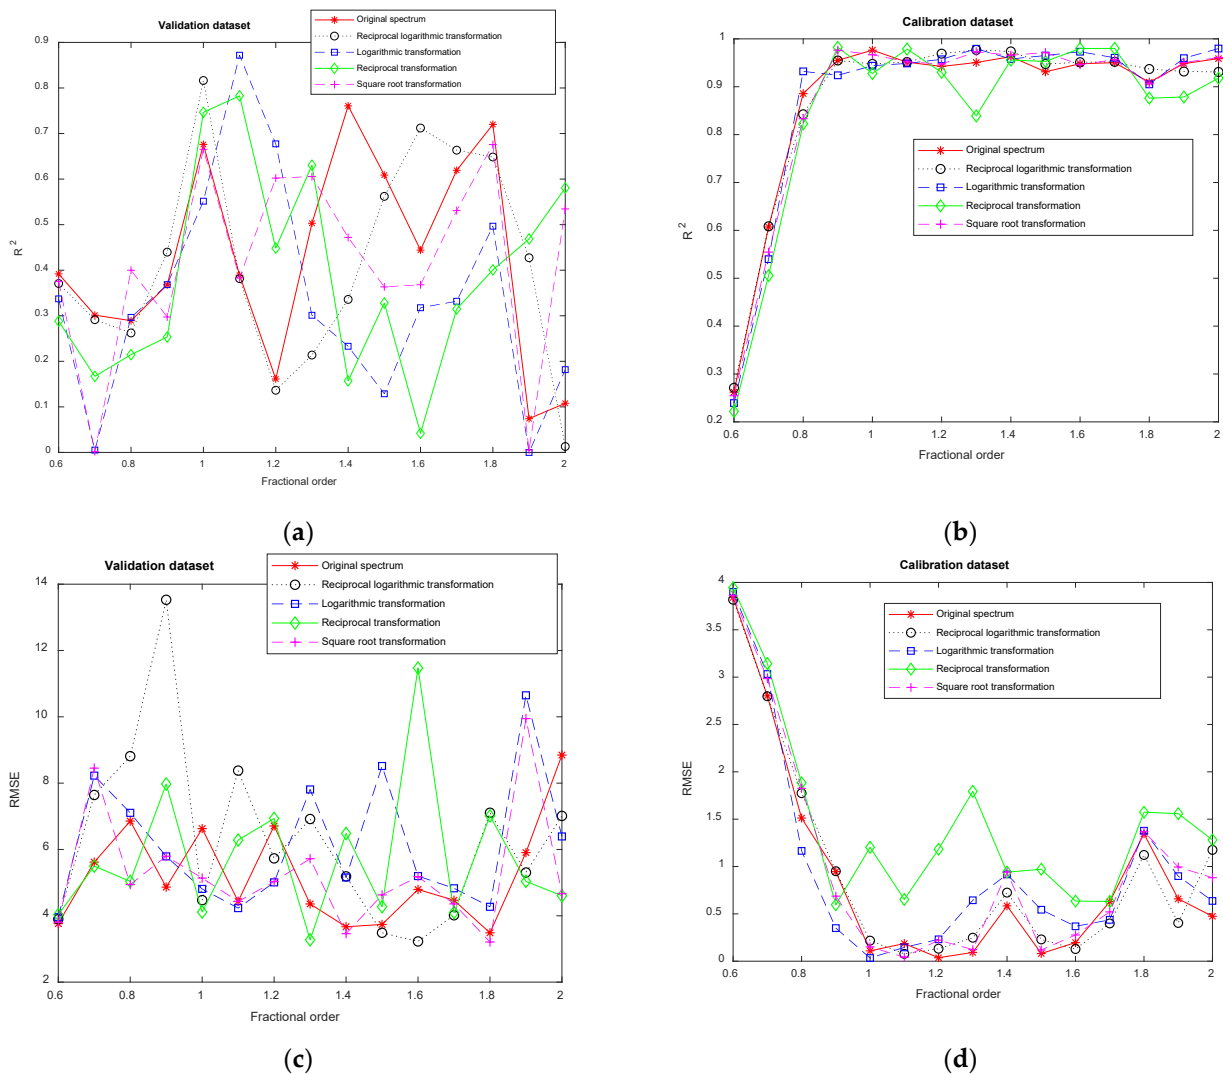 Validation dataset
Original spectrum
Reciprocal logarithmic transformation
Logarithmic transformation
Reciprocal transformation
Square root transformation
0.9
0.8
0.7
0.6
0.5
0.4
0.3
0.2
0.1
0
R 2
0.6 0.8 1 1.2 1.4 1.6 1.8 2
Fractional order
(a)
Calibration dataset
1
0.9
0.8
0.7
0.6
0.5
0.4
0.3
0.2
R 2
Original spectrum
Reciprocal logarithmic transformation
Logarithmic transformation
Reciprocal transformation
Square root transformation
0.6 0.8 1 1.2 1.4 1.6 1.8 2
Fractional order
(b)
Validation dataset
Original spectrum
Reciprocal logarithmic transformation
Logarithmic transformation
Reciprocal transformation
Square root transformation
14
12
10
8
6
4
2
RMSE
0.6 0.8 1 1.2 1.4 1.6 1.8 2
Fractional order
(c)
Calibration dataset
4
3.5
3
2.5
2
1.5
1
0.5
0
RMSE
Original spectrum
Reciprocal logarithmic transformation
Logarithmic transformation
Reciprocal transformation
Square root transformation
0.6 0.8 1 1.2 1.4 1.6 1.8 2
Fractional order
(d)